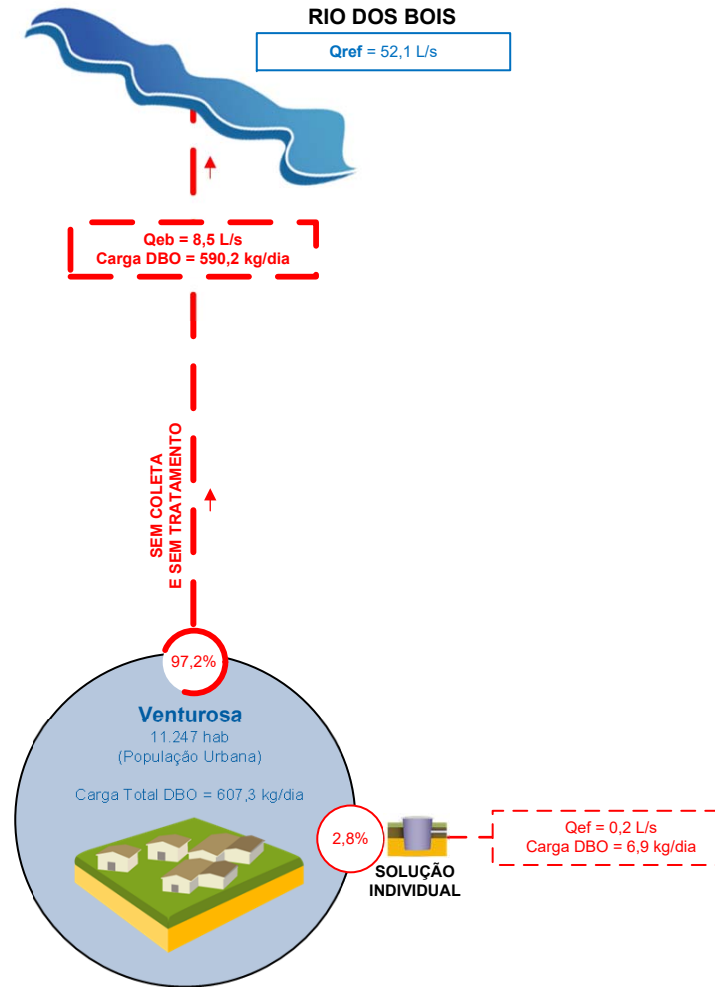 RIO DOS BOIS
Qref = 52,1 L/s
Qeb = 8,5 L/s
Carga DBO = 590,2 kg/dia
SEM COLETA
E SEM TRATAMENTO
97,2%
Venturosa
11.247 hab
(População Urbana)
Carga Total DBO = 607,3 kg/dia
2,8%
SOLUÇÃO
INDIVIDUAL
Qef = 0,2 L/s
Carga DBO = 6,9 kg/dia